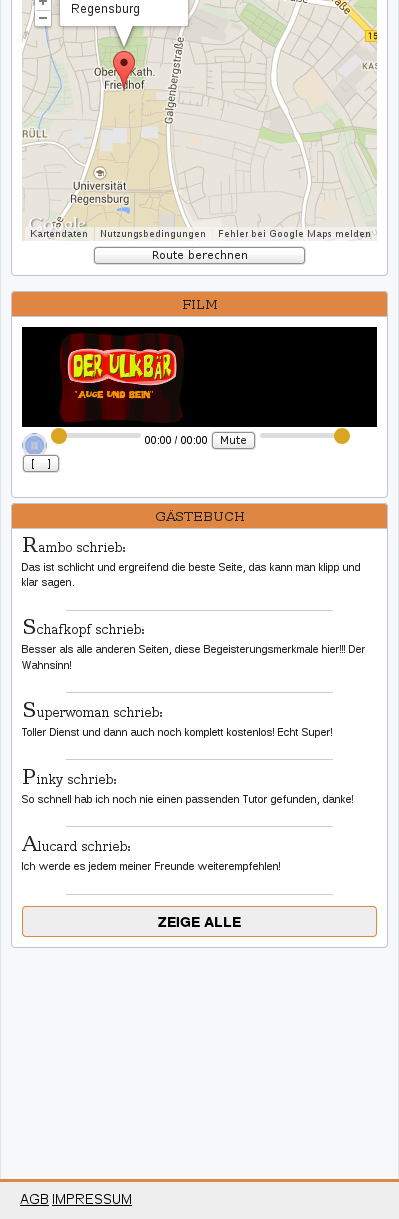 Regensburg
Obere Kath.
Friedhof
Galgenbergstraße
15
KAS
RÜLL
Universität
Regensburg
Google
Kartendaten Nutzungsbedingungen Fehler bei Google Maps melden
Route berechnen
FILM
DER ULKBÄR
"AUGE UND BEIN"
00:00 / 00:00 Mute
[ ]
GÄSTEBUCH
Rambo schrieb:
Das ist schlicht und ergreifend die beste Seite, das kann man klipp und
klar sagen.
Schafkopf schrieb:
Besser als alle anderen Seiten, diese Begeisterungsmerkmale hier!!! Der
Wahnsinn!
Superwoman schrieb:
Toller Dienst und dann auch noch komplett kostenlos! Echt Super!
Pinky schrieb:
So schnell hab ich noch nie einen passenden Tutor gefunden, danke!
Alucard schrieb:
Ich werde es jedem meiner Freunde weiterempfehlen!
ZEIGE ALLE
AGB IMPRESSUM